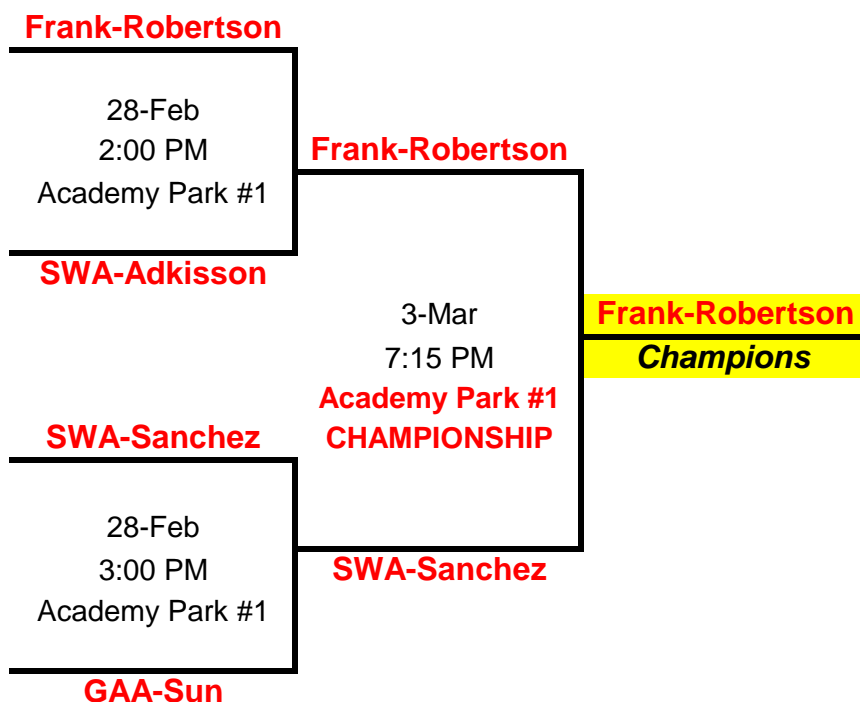 Frank-Robertson
28-Feb
2:00 PM
Academy Park #1
SWA-Adkisson
Frank-Robertson
3-Mar
7:15 PM
Academy Park #1
CHAMPIONSHIP
Frank-Robertson
Champions
SWA-Sanchez
28-Feb
3:00 PM
Academy Park #1
GAA-Sun
SWA-Sanchez